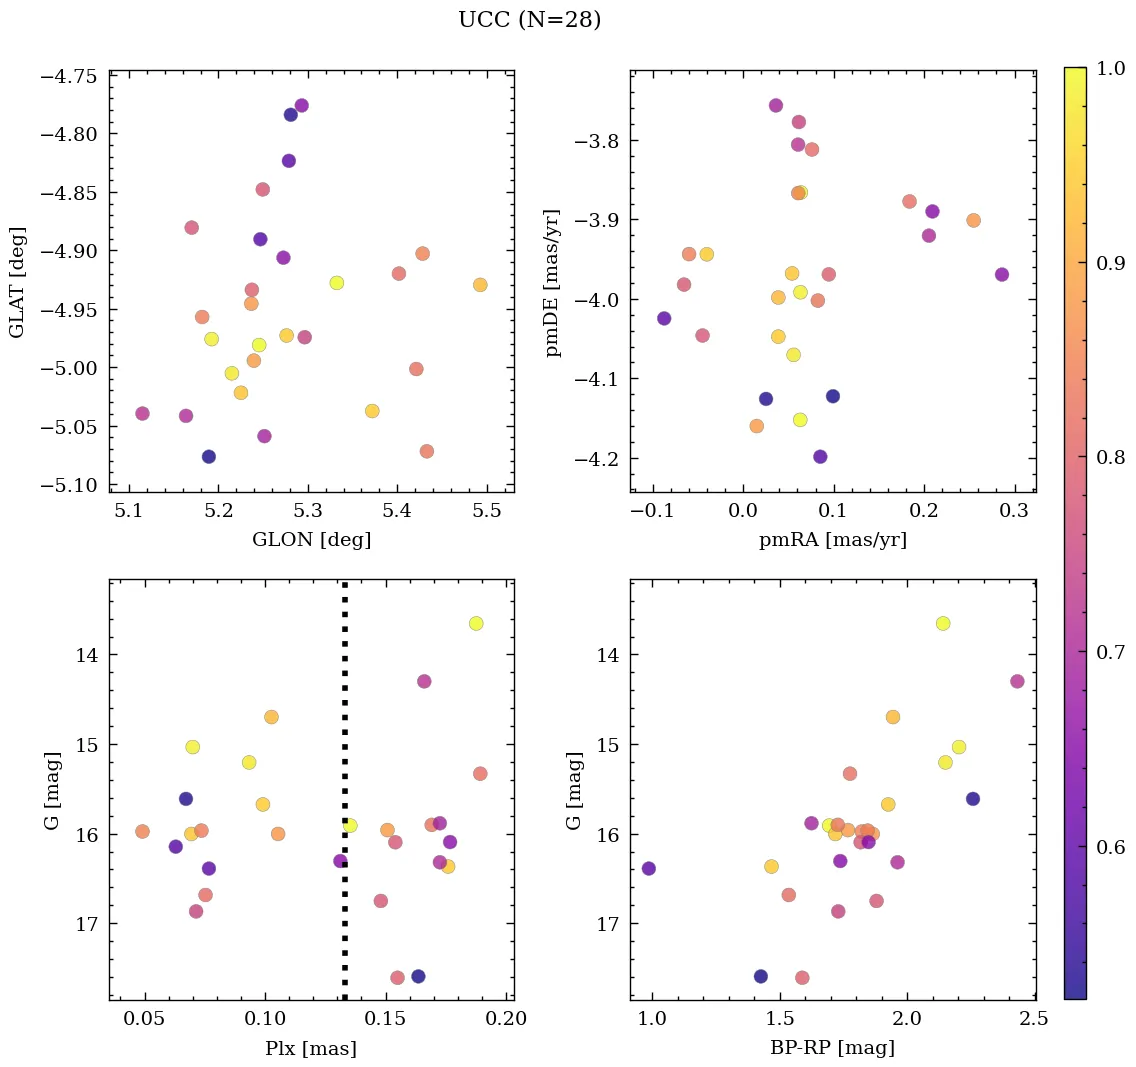 UCC (N=28)
−4.75
−4.80
−4.85
−4.90
−4.95
−5.00
−5.05
−5.10
GLAT [deg]
5.1 5.2 5.3 5.4 5.5
GLON [deg]
−3.8
−3.9
−4.0
−4.1
−4.2
pmDE [mas/yr]
−0.1 0.0 0.1 0.2 0.3
pmRA [mas/yr]
14
15
16
17
G [mag]
0.05 0.10 0.15 0.20
Plx [mas]
14
15
16
17
G [mag]
1.0 1.5 2.0 2.5
BP-RP [mag]
1.0
0.9
0.8
0.7
0.6